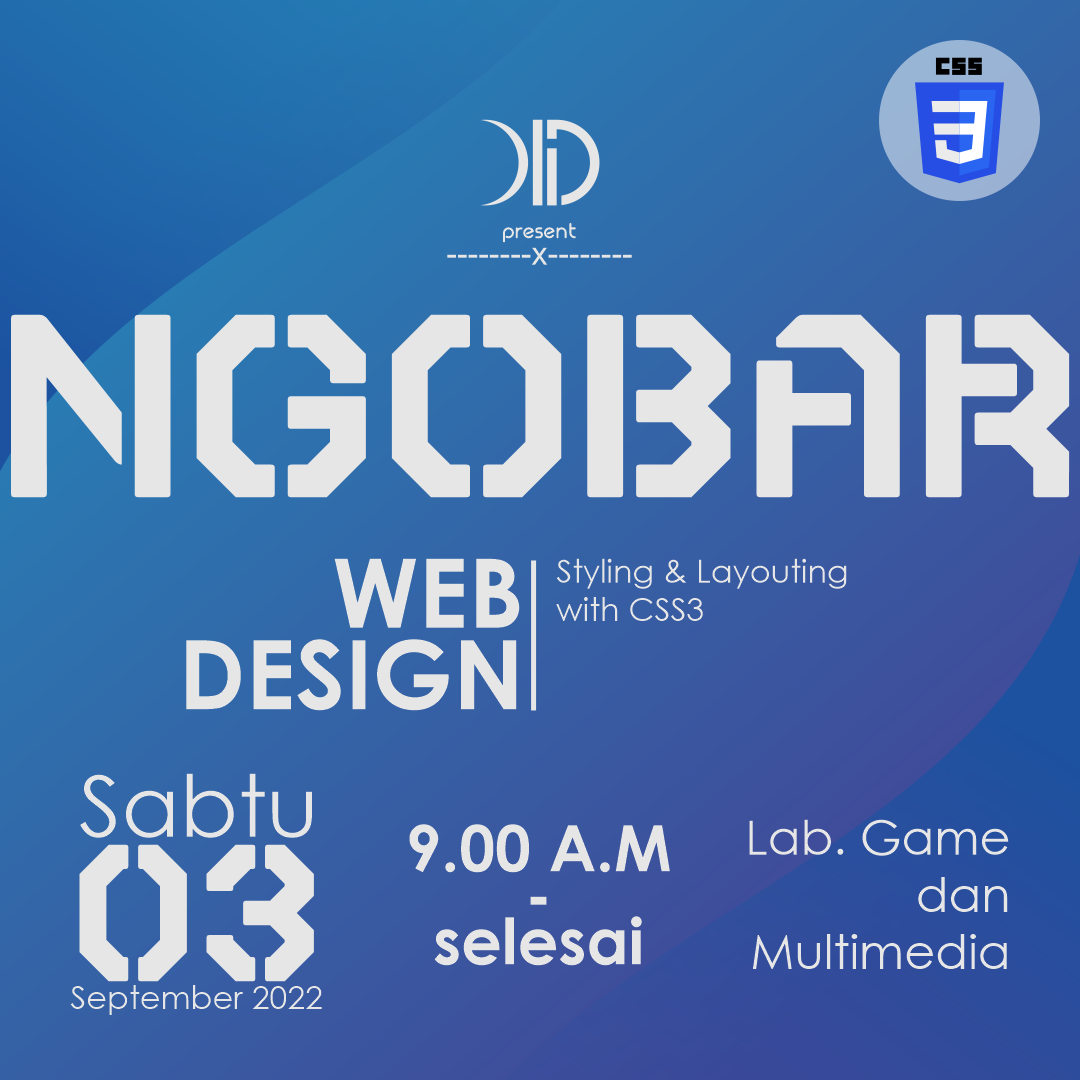 CSS
present
--------X--------
NGOBAR
WEB
DESIGN
Styling & Layouting
with CSS3
Sabtu
03
September 2022
9.00 A.M
-
selesai
Lab. Game
dan
Multimedia